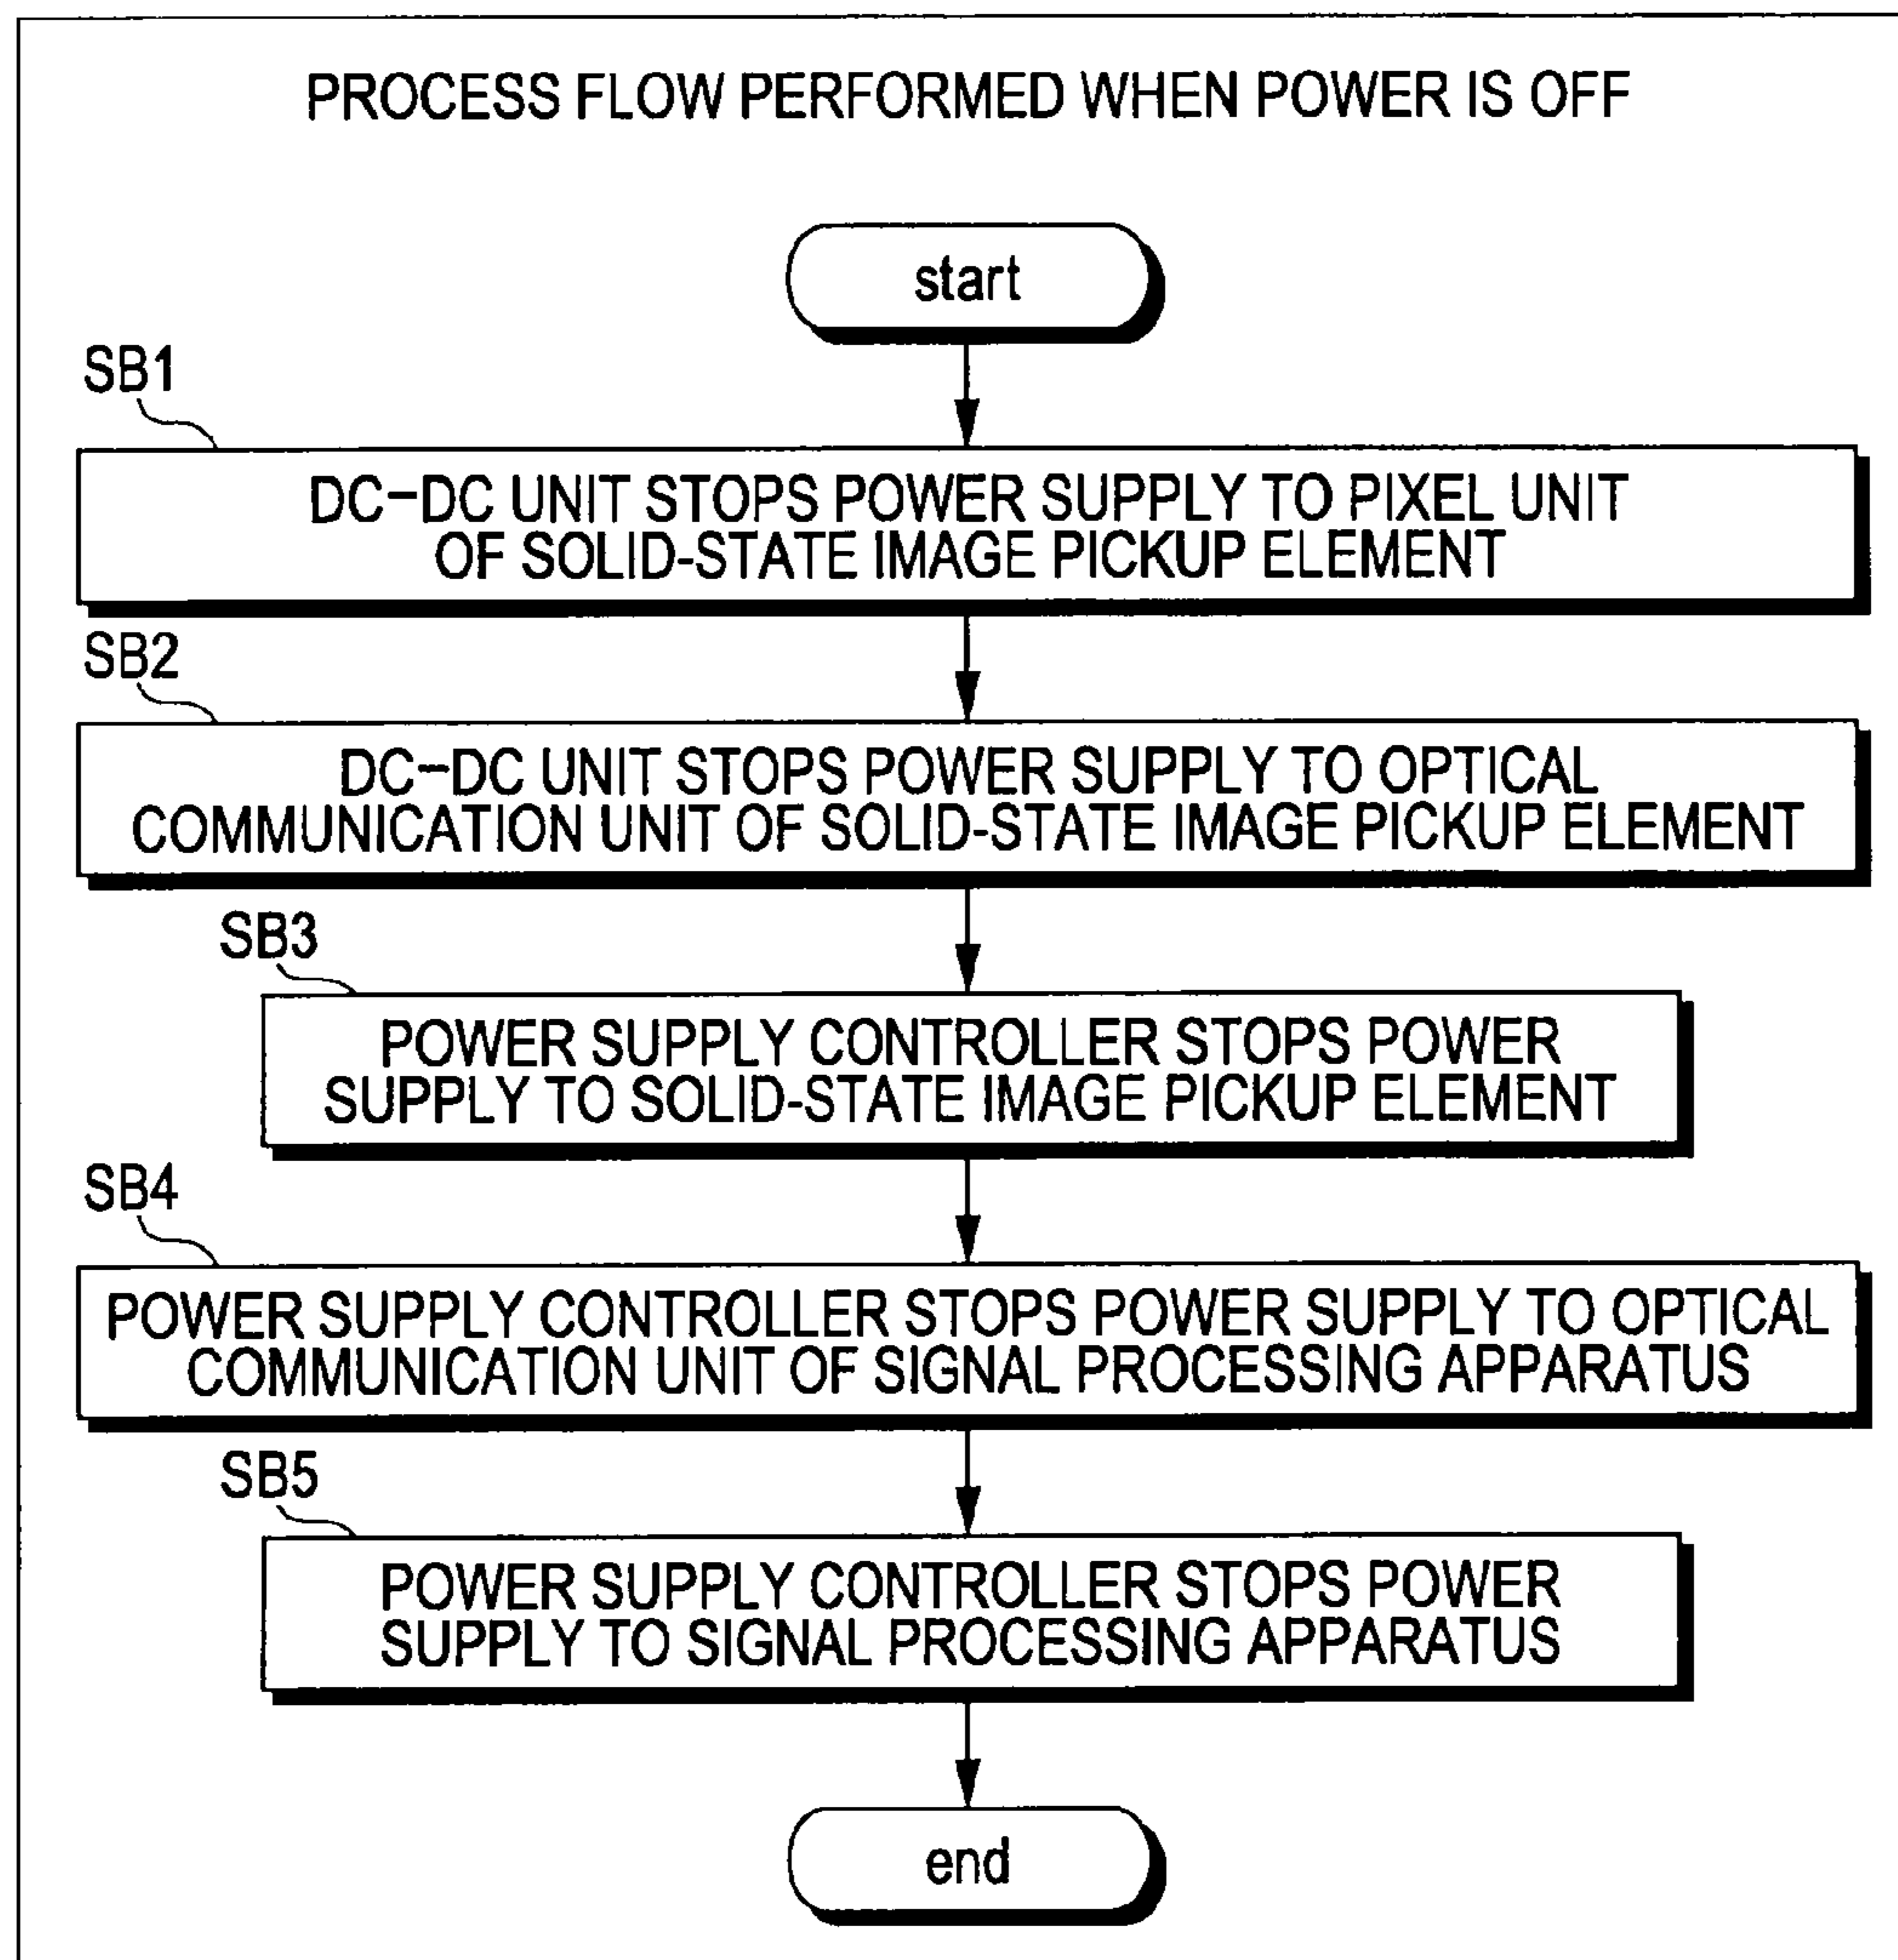 PROCESS FLOW PERFORMED WHEN POWER IS OFF
start
SB1
DC-DC UNIT STOPS POWER SUPPLY TO PIXEL UNIT
OF SOLID-STATE IMAGE PICKUP ELEMENT
SB2
DC-DC UNIT STOPS POWER SUPPLY TO OPTICAL
COMMUNICATION UNIT OF SOLID-STATE IMAGE PICKUP ELEMENT
SB3
POWER SUPPLY CONTROLLER STOPS POWER
SUPPLY TO SOLID-STATE IMAGE PICKUP ELEMENT
SB4
POWER SUPPLY CONTROLLER STOPS POWER SUPPLY TO OPTICAL
COMMUNICATION UNIT OF SIGNAL PROCESSING APPARATUS
SB5
POWER SUPPLY CONTROLLER STOPS POWER
SUPPLY TO SIGNAL PROCESSING APPARATUS
end